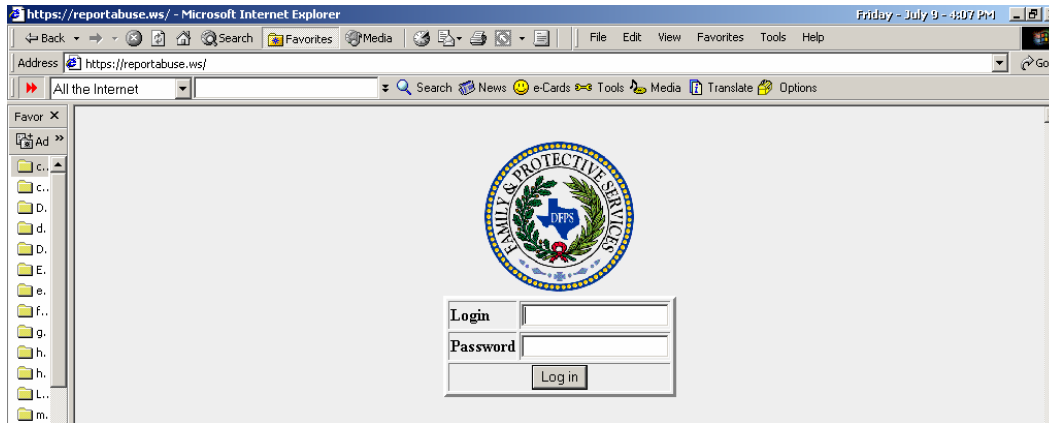 https://reportabuse.ws/ - Microsoft Internet Explorer Friday - July 9 - 4:07 PM
Back Search Favorites Media File Edit View Favorites Tools Help
Address https://reportabuse.ws/ Go
All the Internet Search News e-Cards Tools Media Translate Options
Favor
Ad »
c..
c..
D.
d.
D.
E.
e.
f..
g.
h.
h.
L..
m.
FAMILY & PROTECTIVE SERVICES
DFPS
Login
Password
Log in